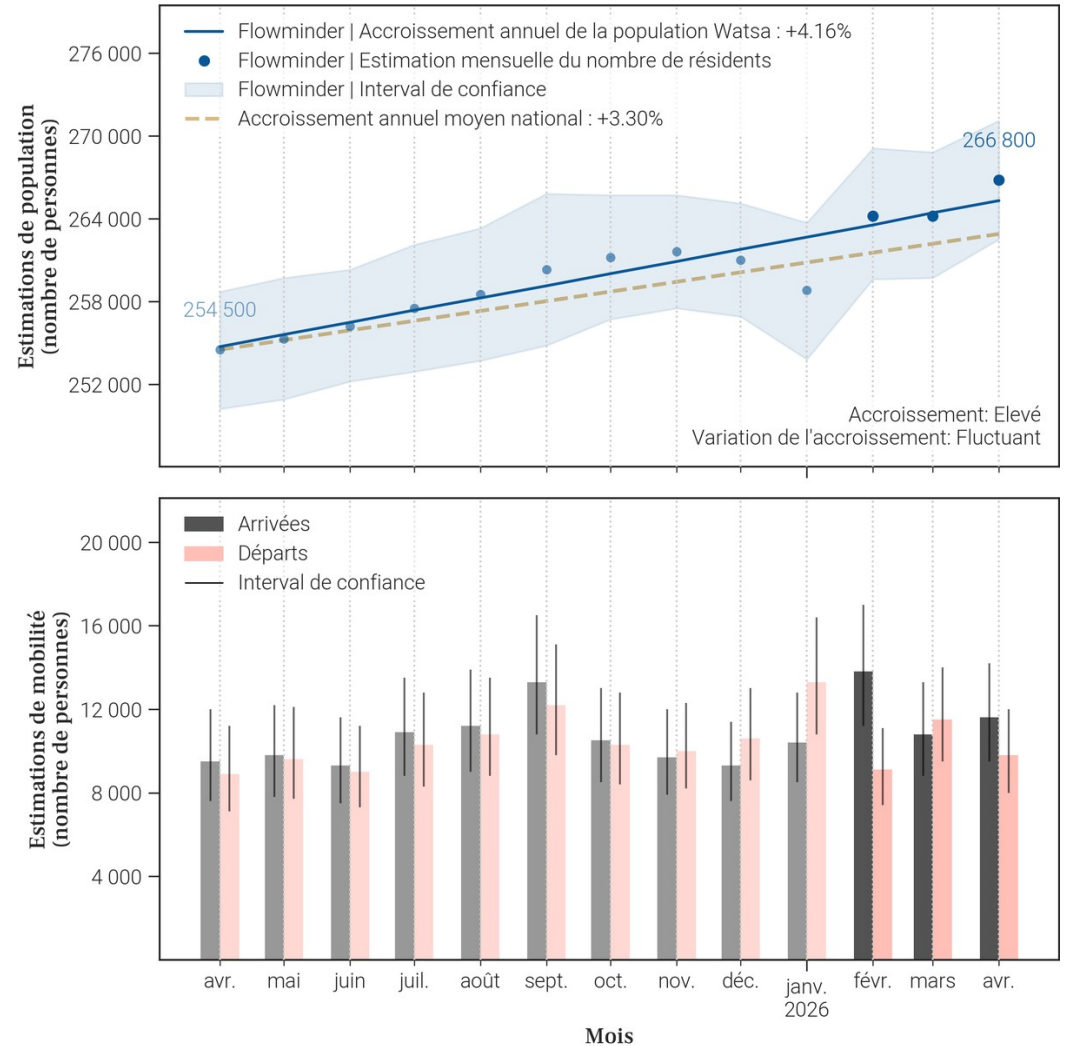 Flowminder | Accroissement annuel de la population Watsa : +4.16%
Flowminder | Estimation mensuelle du nombre de résidents
Flowminder | Interval de confiance
Accroissement annuel moyen national : +3.30%
276 000
270 000
264 000
258 000
252 000
Estimations de population
(nombre de personnes)
254 500
266 800
Accroissement: Elevé
Variation de l'accroissement: Fluctuant
Arrivées
Départs
Interval de confiance
20 000
16 000
12 000
8 000
4 000
Estimations de mobilité
(nombre de personnes)
avr. mai juin juil. août sept. oct. nov. déc. janv. févr. mars avr.
2026
Mois